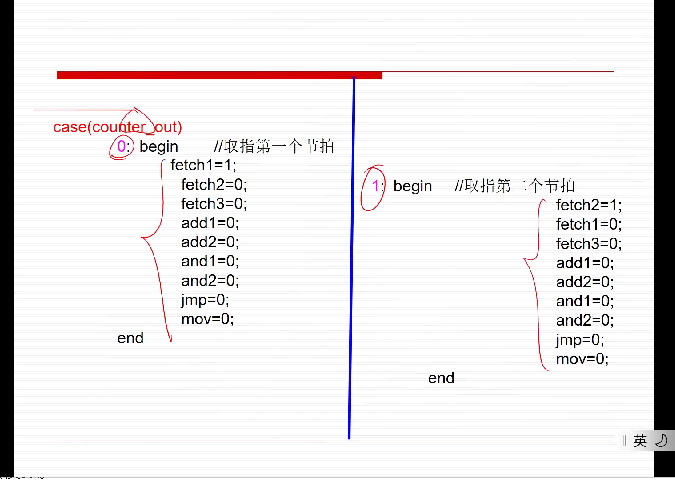 case(counter_out)
0: begin //取指第一个节拍
fetch1=1;
fetch2=0;
fetch3=0;
add1=0;
add2=0;
and1=0;
and2=0;
jmp=0;
mov=0;
end
1: begin //取指第二个节拍
fetch2=1;
fetch1=0;
fetch3=0;
add1=0;
add2=0;
and1=0;
and2=0;
jmp=0;
mov=0;
end
英